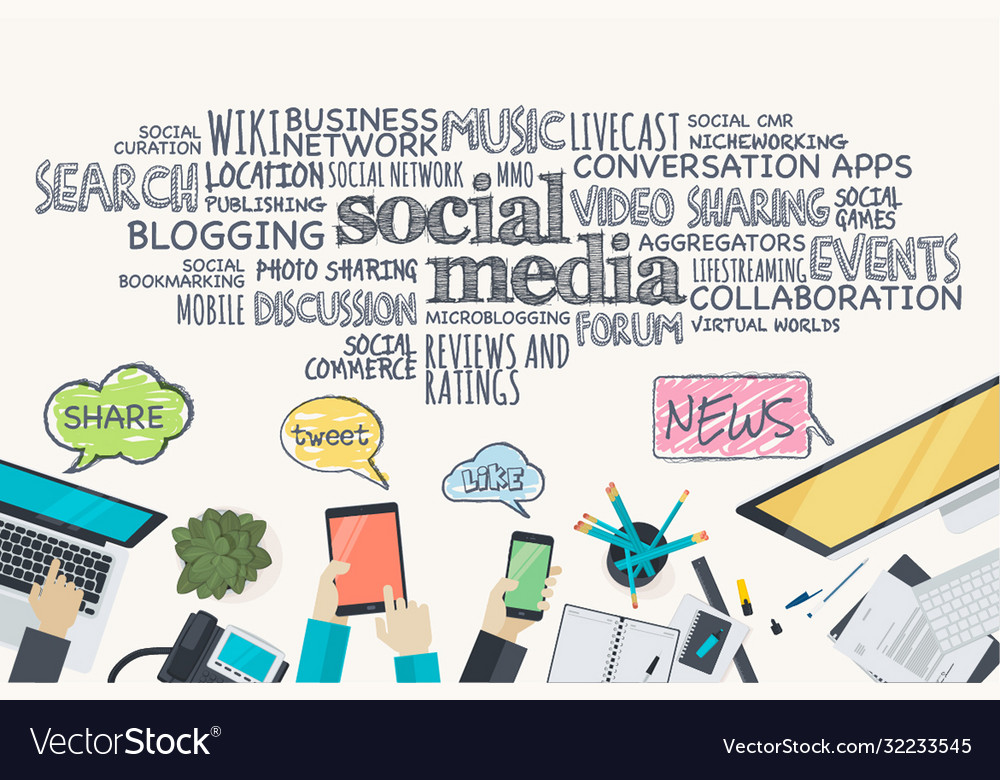 SOCIAL CURATION
WIKI
BUSINESS NETWORK
MUSIC
LIVECAST
SOCIAL CMR
NICHEWORKING
CONVERSATION APPS
SEARCH
LOCATION
PUBLISHING
SOCIAL NETWORK
MMO
social media
VIDEO SHARING
SOCIAL GAMES
BLOGGING
AGGREGATORS
EVENTS
SOCIAL BOOKMARKING
PHOTO SHARING
LIFESTREAMING
COLLABORATION
MOBILE
DISCUSSION
MICROBLOGGING
FORUM
VIRTUAL WORLDS
SOCIAL COMMERCE
REVIEWS AND RATINGS
SHARE
tweet
LIKE
NEWS
VectorStock®
VectorStock.com/32233545